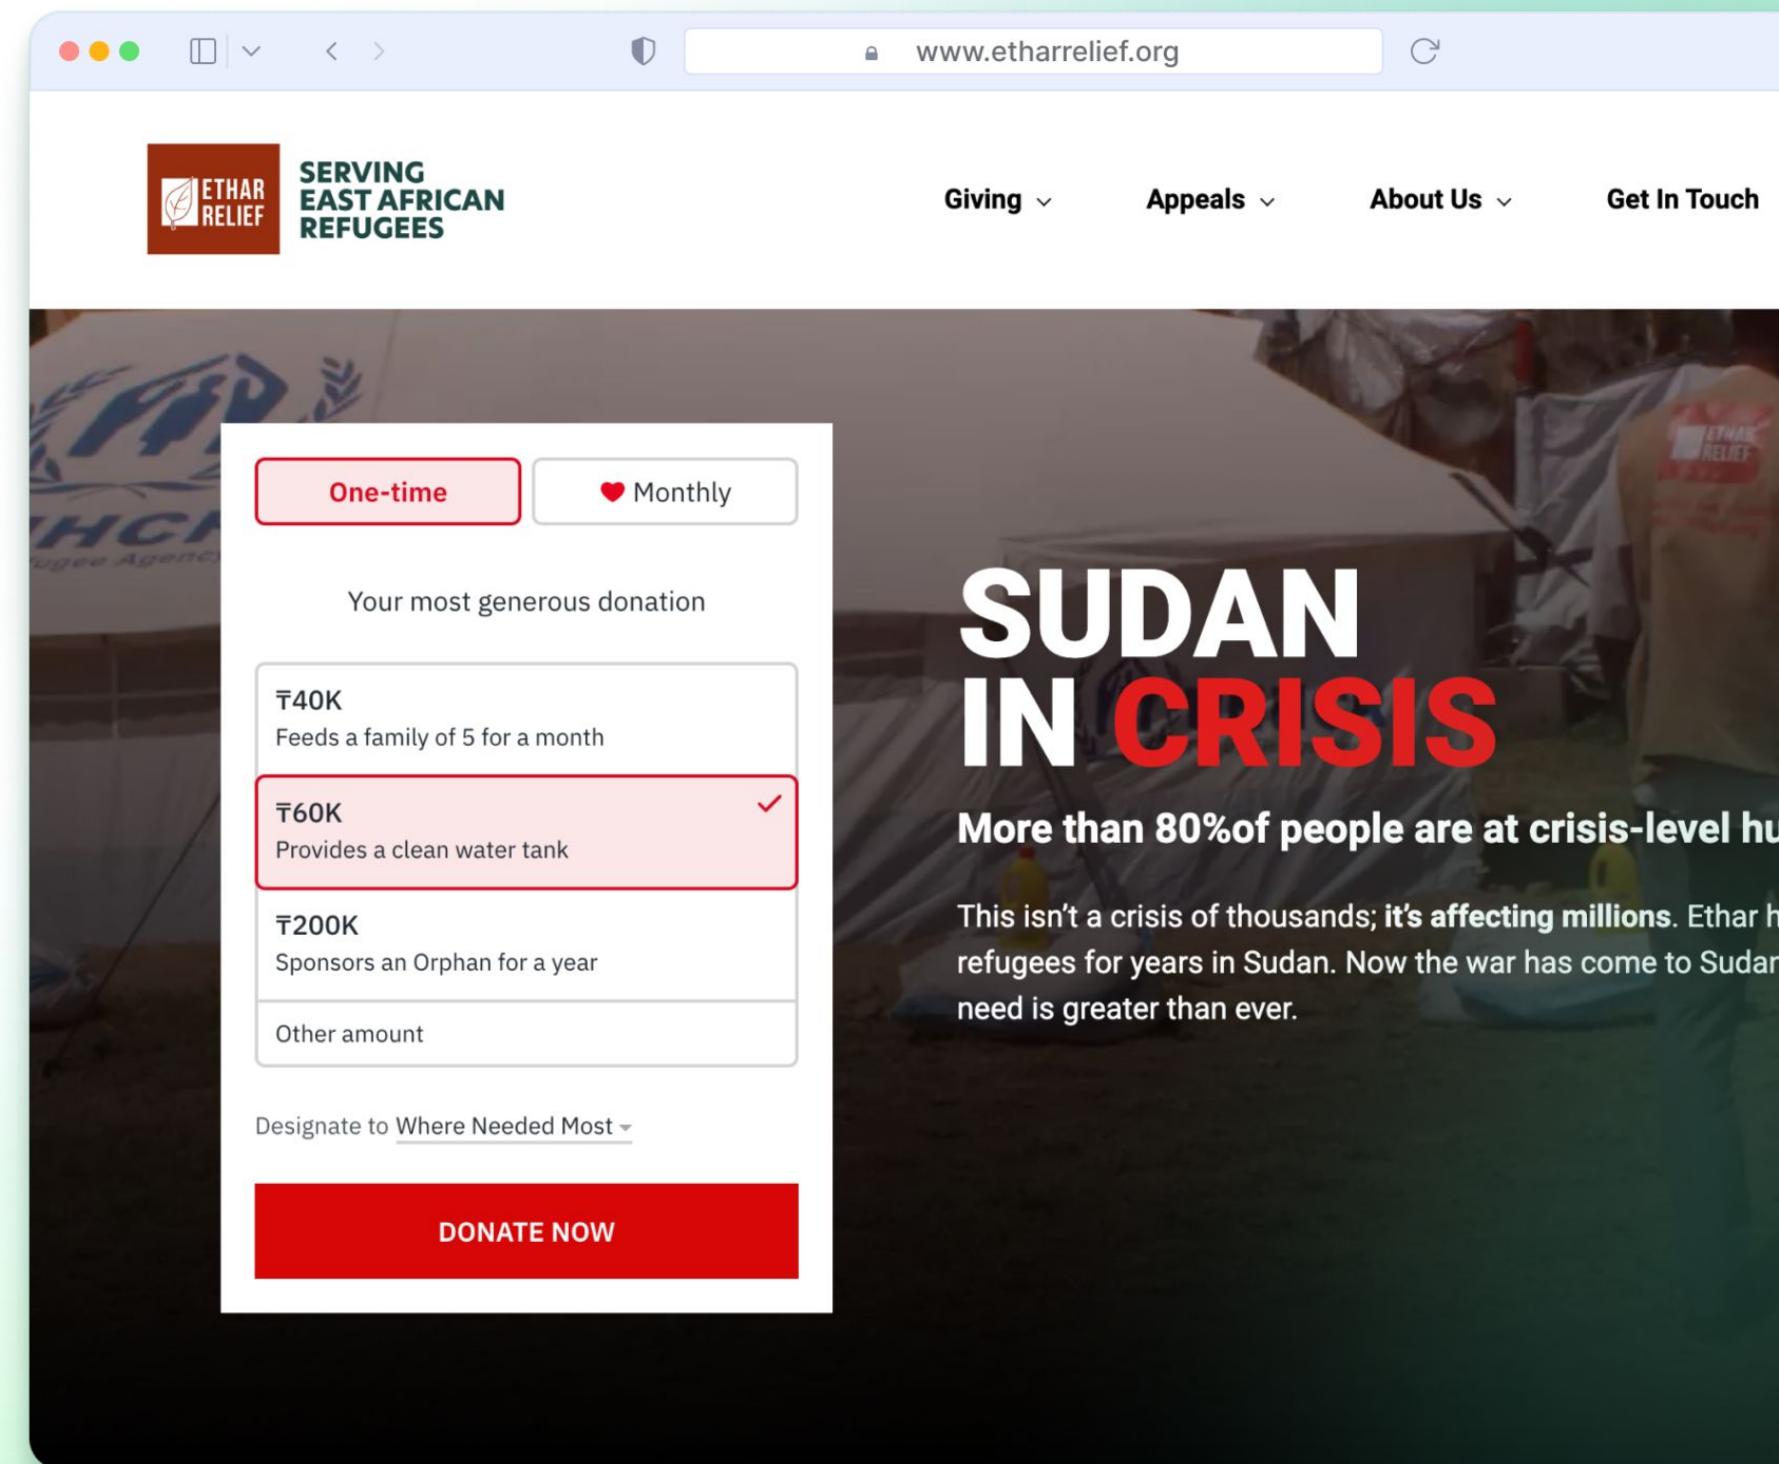 www.etharrelief.org
ETHAR
RELIEF
SERVING
EAST AFRICAN
REFUGEES
Giving
Appeals
About Us
Get In Touch
ETHAR
RELIEF
One-time
Monthly
Your most generous donation
₸40K
Feeds a family of 5 for a month
₸60K
Provides a clean water tank
₸200K
Sponsors an Orphan for a year
Other amount
Designate to Where Needed Most
DONATE NOW
SUDAN
IN CRISIS
More than 80%of people are at crisis-level hu
This isn't a crisis of thousands; it's affecting millions. Ethar h
refugees for years in Sudan. Now the war has come to Sudan
need is greater than ever.